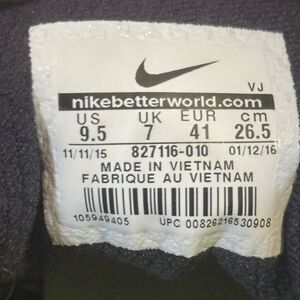 VJ
nikebetterworld.com
US UK EUR cm
9.5 7 41 26.5
11/11/15 827116-010 01/12/16
MADE IN VIETNAM
FABRIQUE AU VIETNAM
105949405 UPC 00826216530908